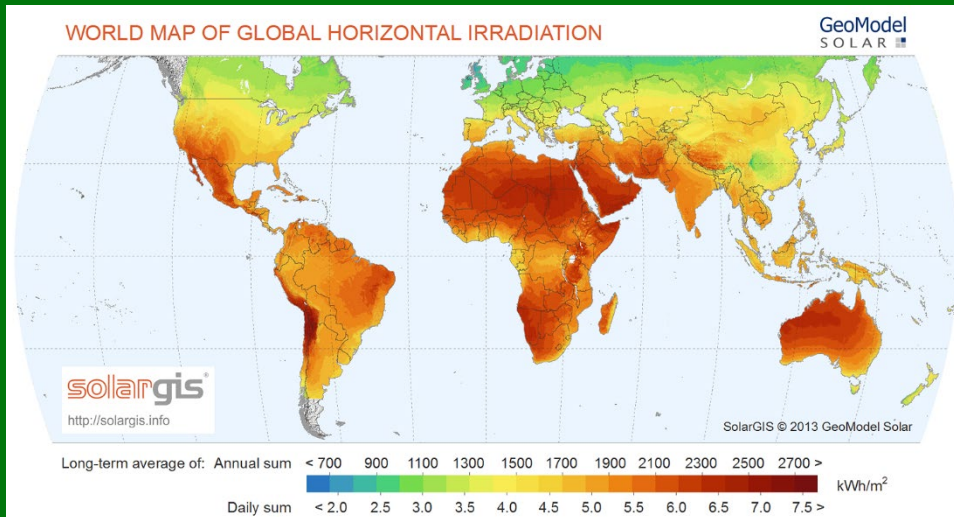 WORLD MAP OF GLOBAL HORIZONTAL IRRADIATION
GeoModel
SOLAR
solargis®
http://solargis.info
SolarGIS © 2013 GeoModel Solar
Long-term average of: Annual sum < 700 900 1100 1300 1500 1700 1900 2100 2300 2500 2700 >
kWh/m²
Daily sum < 2.0 2.5 3.0 3.5 4.0 4.5 5.0 5.5 6.0 6.5 7.0 7.5 >